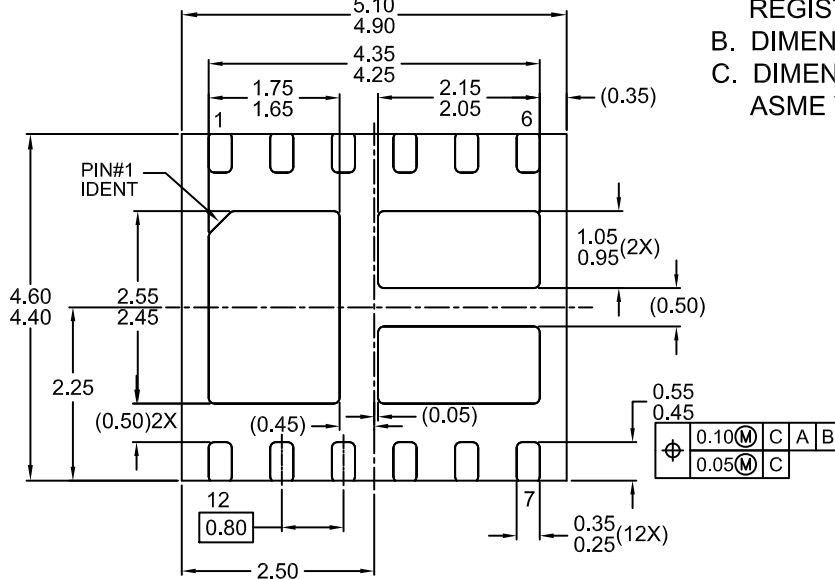 5.10
4.90
REGIST
B. DIMEN
4.35
4.25
C. DIMEN
1.75
1.65
2.15
2.05
(0.35)
ASME Y
1
6
PIN#1
IDENT
1.05
0.95
(2X)
4.60
4.40
2.55
2.45
(0.50)
2.25
0.55
0.45
(0.50)2X
(0.45)
(0.05)
0.10Ⓜ C A B
0.05Ⓜ C
12
7
0.80
0.35
0.25
(12X)
2.50